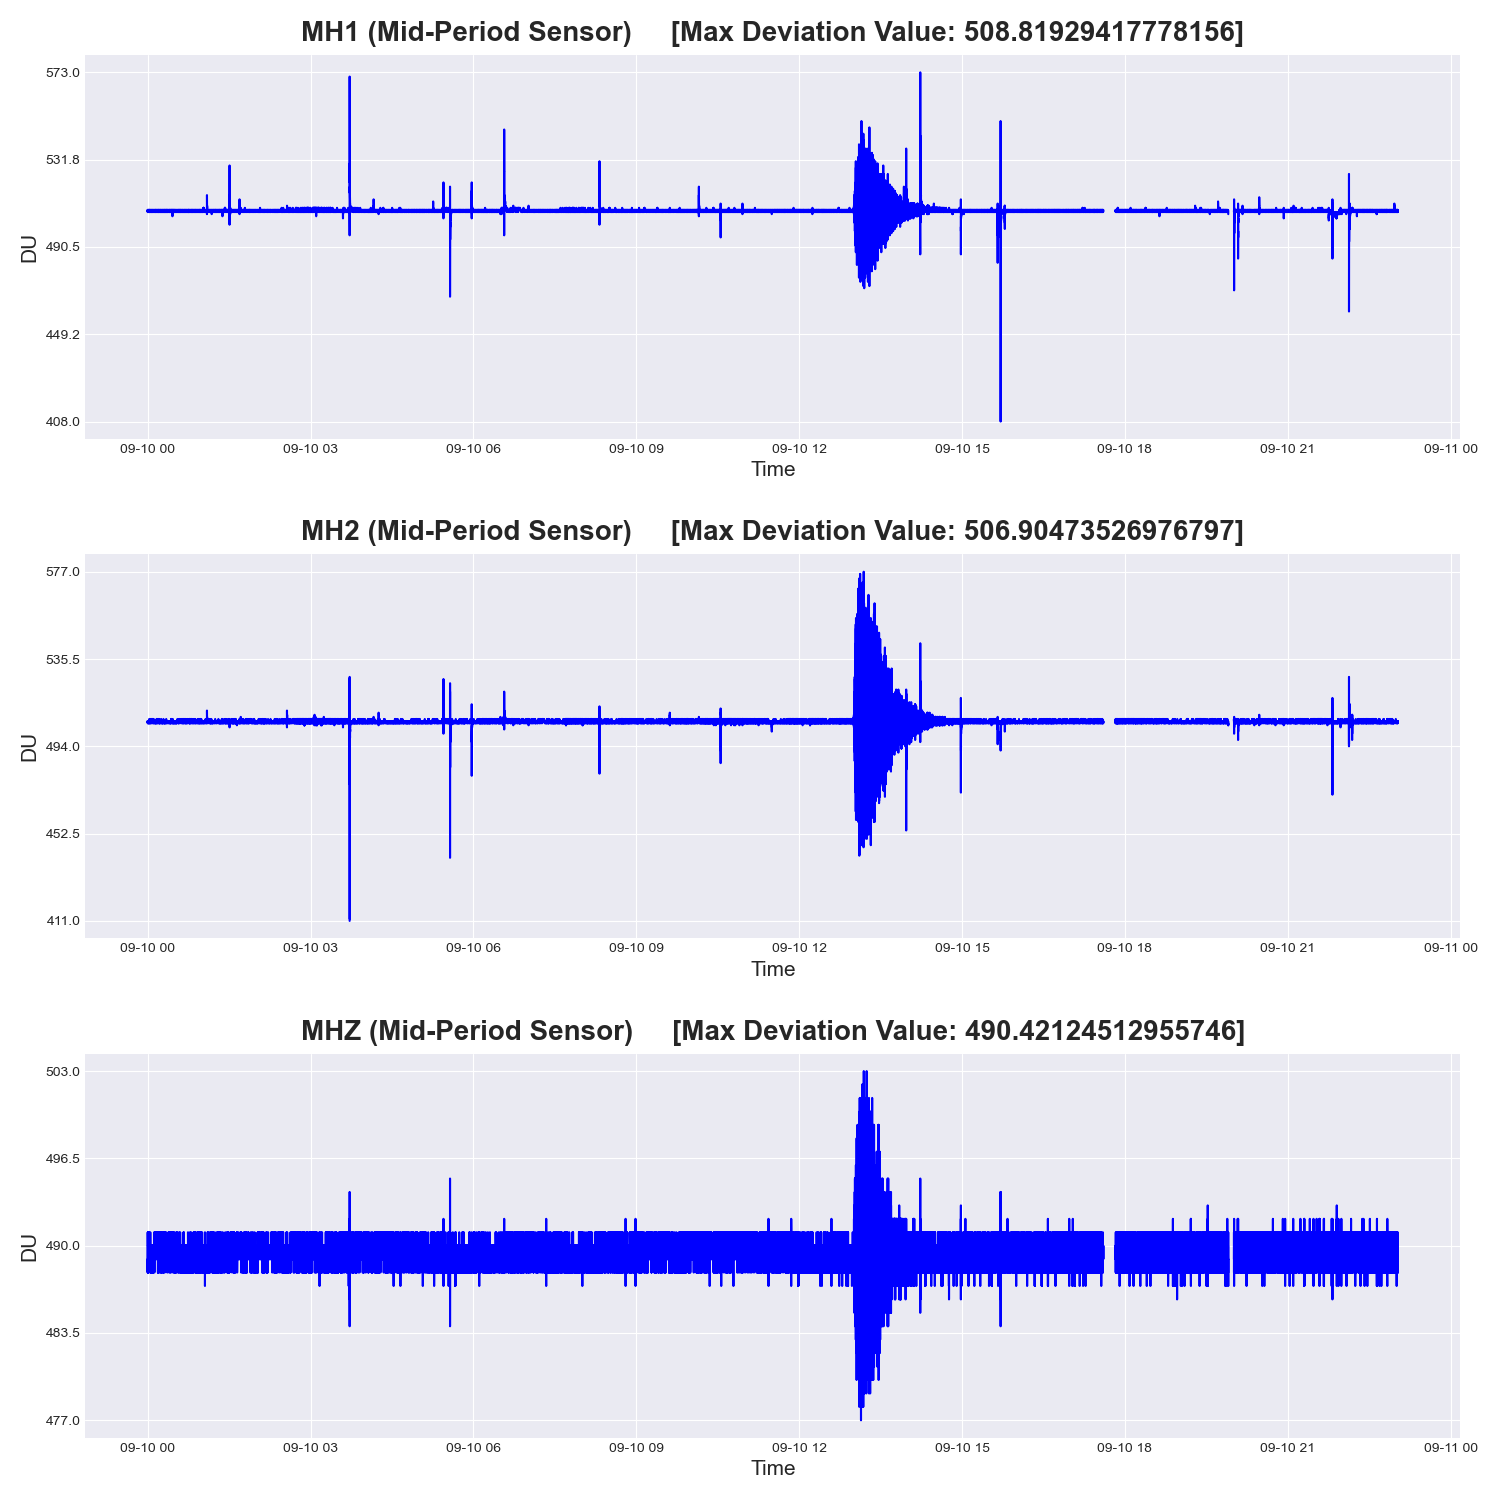 MH1 (Mid-Period Sensor) [Max Deviation Value: 508.81929417778156]
573.0
531.8
490.5
449.2
408.0
DU
09-10 00 09-10 03 09-10 06 09-10 09 09-10 12 09-10 15 09-10 18 09-10 21 09-11 00
Time
MH2 (Mid-Period Sensor) [Max Deviation Value: 506.90473526976797]
577.0
535.5
494.0
452.5
411.0
DU
09-10 00 09-10 03 09-10 06 09-10 09 09-10 12 09-10 15 09-10 18 09-10 21 09-11 00
Time
MHZ (Mid-Period Sensor) [Max Deviation Value: 490.42124512955746]
503.0
496.5
490.0
483.5
477.0
DU
09-10 00 09-10 03 09-10 06 09-10 09 09-10 12 09-10 15 09-10 18 09-10 21 09-11 00
Time